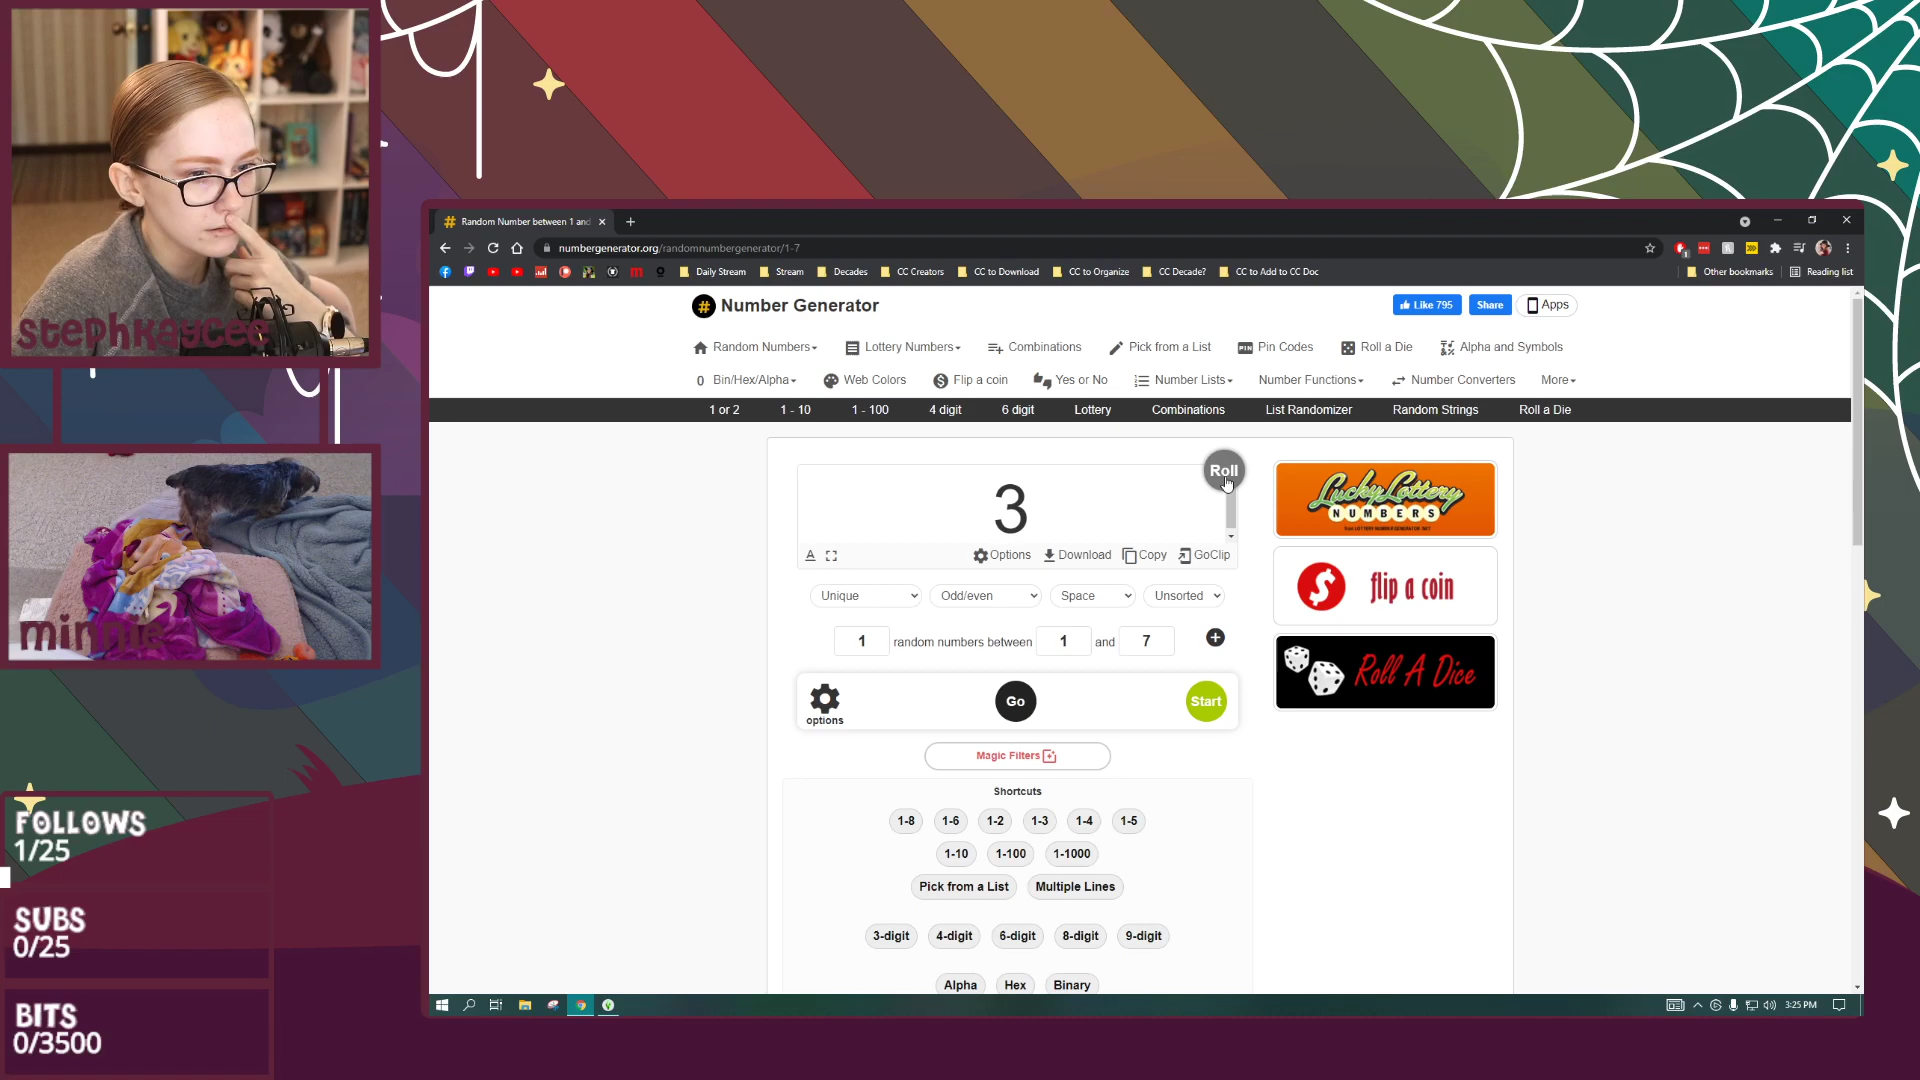 stephkaycee
minnie
FOLLOWS
1/25
SUBS
0/25
BITS
0/3500
Random Number between 1 and
numbergenerator.org/randomnumbergenerator/1-7
Daily Stream Stream Decades CC Creators CC to Download CC to Organize CC Decade? CC to Add to CC Doc Other bookmarks Reading list
# Number Generator
Like 795 Share Apps
Random Numbers Lottery Numbers Combinations Pick from a List Pin Codes Roll a Die Alpha and Symbols
0 Bin/Hex/Alpha Web Colors Flip a coin Yes or No Number Lists Number Functions Number Converters More
1 or 2 1 - 10 1 - 100 4 digit 6 digit Lottery Combinations List Randomizer Random Strings Roll a Die
Roll
3
A Options Download Copy GoClip
Unique Odd/even Space Unsorted
1 random numbers between 1 and 7
options Go Start
Magic Filters
Shortcuts
1-8 1-6 1-2 1-3 1-4 1-5
1-10 1-100 1-1000
Pick from a List Multiple Lines
3-digit 4-digit 6-digit 8-digit 9-digit
Alpha Hex Binary
Lucky Lottery
NUMBERS
$ flip a coin
Roll A Dice
3:25 PM